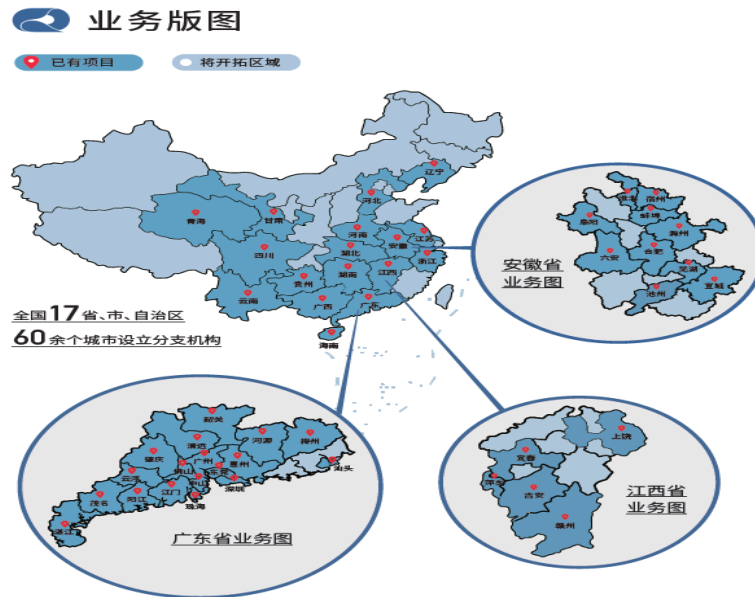 业务版图
已有项目
将开拓区域
辽宁
河北
青海
甘肃
河南
江苏
安徽
四川
湖北
浙江
湖南
江西
贵州
云南
广西
广东
海南
全国17省、市、自治区
60余个城市设立分支机构
淮北
宿州
蚌埠
阜阳
滁州
六安
合肥
芜湖
池州
宣城
安徽省
业务图
韶关
清远
河源
梅州
肇庆
广州
惠州
佛山
东莞
汕头
云浮
中山
深圳
江门
阳江
茂名
珠海
湛江
广东省业务图
上饶
宜春
萍乡
吉安
赣州
江西省
业务图